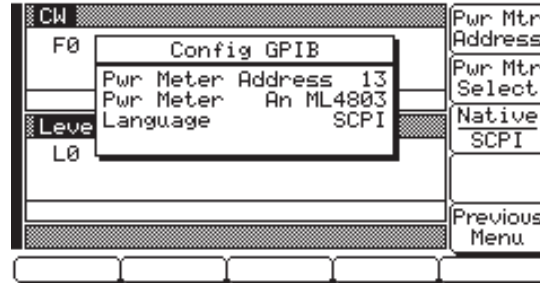 CW
F0
Config GPIB
Pwr Meter Address 13
Pwr Meter An ML4803
Language SCPI
Leve
L0
Pwr Mtr
Address
Pwr Mtr
Select
Native
SCPI
Previous
Menu